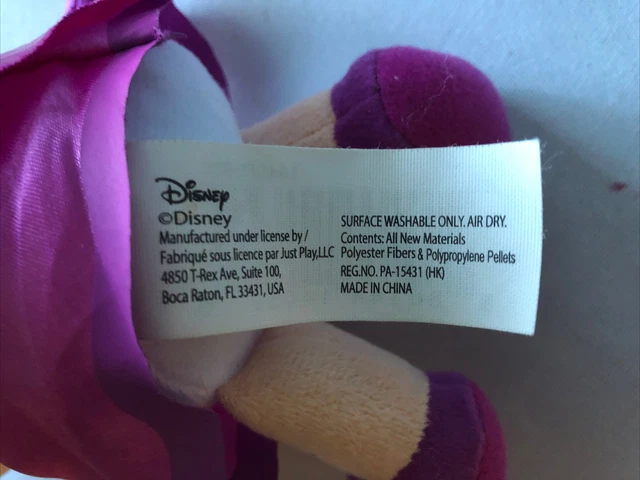 Disney
©Disney
Manufactured under license by /
Fabriqué sous licence par Just Play,LLC
4850 T-Rex Ave, Suite 100,
Boca Raton, FL 33431, USA
SURFACE WASHABLE ONLY. AIR DRY.
Contents: All New Materials
Polyester Fibers & Polypropylene Pellets
REG.NO. PA-15431 (HK)
MADE IN CHINA